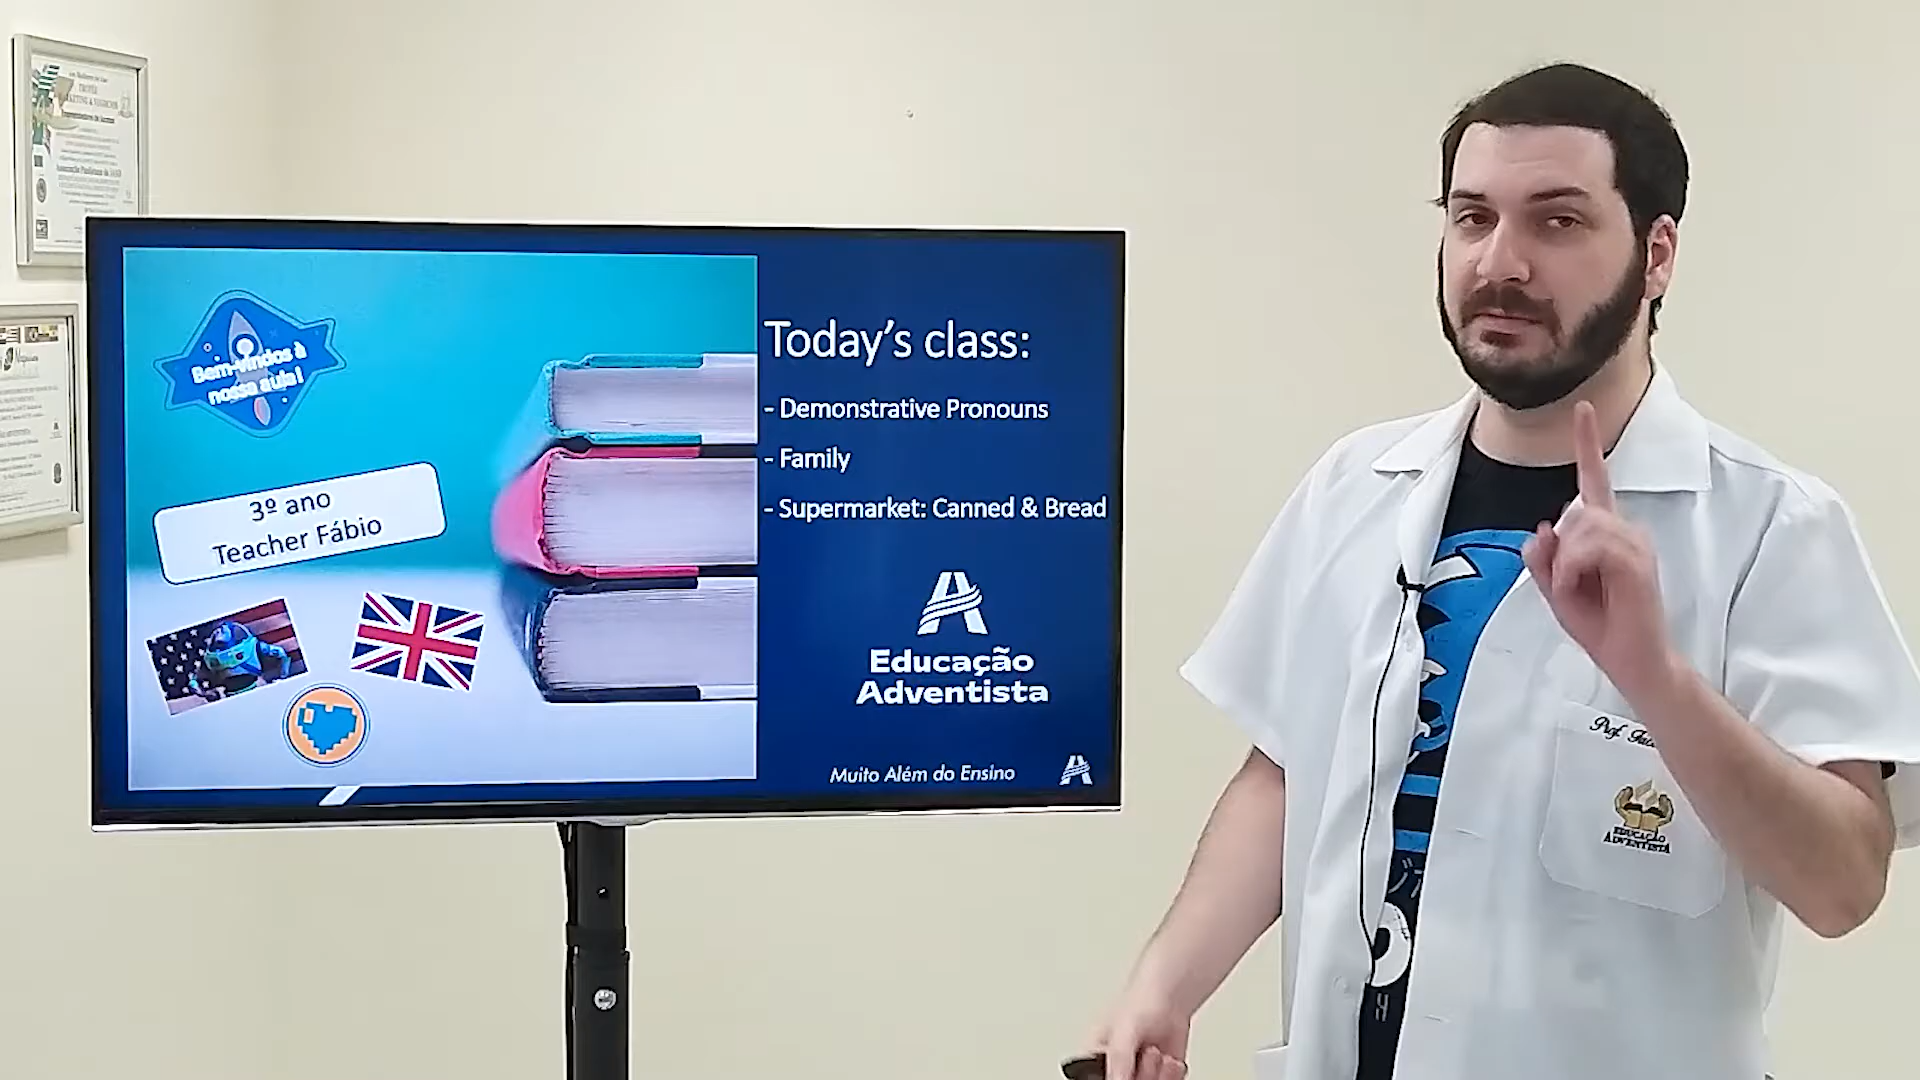 Bem-vindos à
nossa aula!
3º ano
Teacher Fábio
Today's class:
- Demonstrative Pronouns
- Family
- Supermarket: Canned & Bread
Educação
Adventista
Muito Além do Ensino
Prof.
EDUCAÇÃO
ADVENTISTA